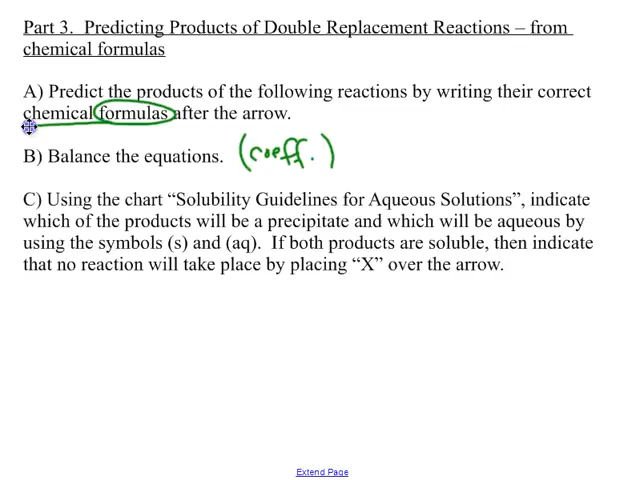 Part 3.  Predicting Products of Double Replacement Reactions – from
chemical formulas
A) Predict the products of the following reactions by writing their correct
chemical formulas after the arrow.
B) Balance the equations. (coeff.)
C) Using the chart “Solubility Guidelines for Aqueous Solutions”, indicate
which of the products will be a precipitate and which will be aqueous by
using the symbols (s) and (aq).  If both products are soluble, then indicate
that no reaction will take place by placing “X” over the arrow.
Extend Page